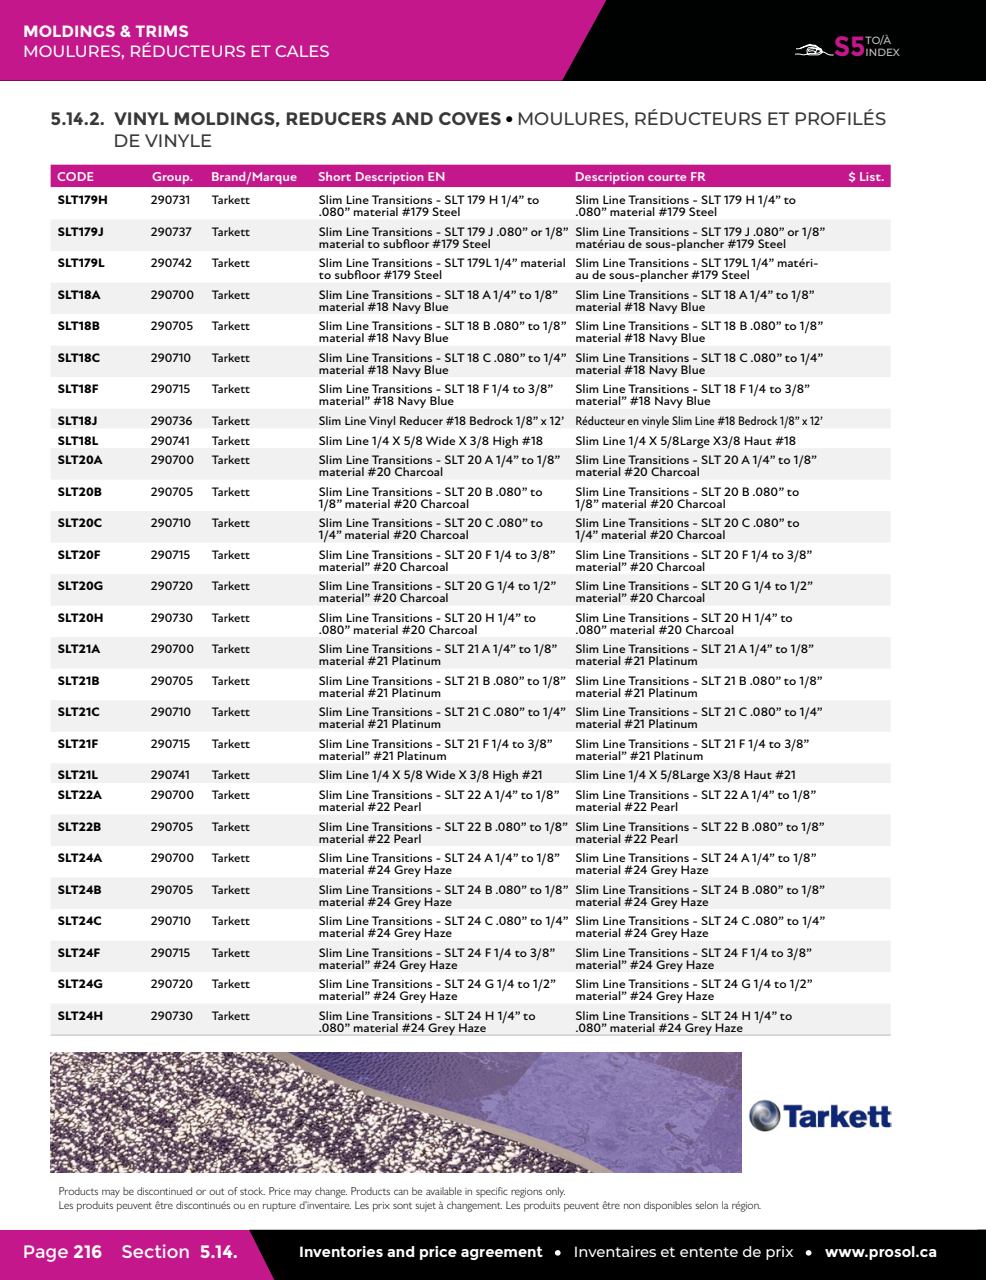 MOLDINGS & TRIMS
MOULURES, RÉDUCTEURS ET CALES
S5 TO/À INDEX
5.14.2. VINYL MOLDINGS, REDUCERS AND COVES • MOULURES, RÉDUCTEURS ET PROFILÉS
DE VINYLE
CODE Group. Brand/Marque Short Description EN Description courte FR $ List.
SLT179H 290731 Tarkett Slim Line Transitions - SLT 179 H 1/4” to Slim Line Transitions - SLT 179 H 1/4” to
.080” material #179 Steel .080” material #179 Steel
SLT179J 290737 Tarkett Slim Line Transitions - SLT 179 J .080” or 1/8” Slim Line Transitions - SLT 179 J .080” or 1/8”
material to subfloor #179 Steel matériau de sous-plancher #179 Steel
SLT179L 290742 Tarkett Slim Line Transitions - SLT 179L 1/4” material Slim Line Transitions - SLT 179L 1/4” matéri-
to subfloor #179 Steel au de sous-plancher #179 Steel
SLT18A 290700 Tarkett Slim Line Transitions - SLT 18 A 1/4” to 1/8” Slim Line Transitions - SLT 18 A 1/4” to 1/8”
material #18 Navy Blue material #18 Navy Blue
SLT18B 290705 Tarkett Slim Line Transitions - SLT 18 B .080” to 1/8” Slim Line Transitions - SLT 18 B .080” to 1/8”
material #18 Navy Blue material #18 Navy Blue
SLT18C 290710 Tarkett Slim Line Transitions - SLT 18 C .080” to 1/4” Slim Line Transitions - SLT 18 C .080” to 1/4”
material #18 Navy Blue material #18 Navy Blue
SLT18F 290715 Tarkett Slim Line Transitions - SLT 18 F 1/4 to 3/8” Slim Line Transitions - SLT 18 F 1/4 to 3/8”
material” #18 Navy Blue material” #18 Navy Blue
SLT18J 290736 Tarkett Slim Line Vinyl Reducer #18 Bedrock 1/8” x 12’ Réducteur en vinyle Slim Line #18 Bedrock 1/8” x 12’
SLT18L 290741 Tarkett Slim Line 1/4 X 5/8 Wide X 3/8 High #18 Slim Line 1/4 X 5/8Large X3/8 Haut #18
SLT20A 290700 Tarkett Slim Line Transitions - SLT 20 A 1/4” to 1/8” Slim Line Transitions - SLT 20 A 1/4” to 1/8”
material #20 Charcoal material #20 Charcoal
SLT20B 290705 Tarkett Slim Line Transitions - SLT 20 B .080” to Slim Line Transitions - SLT 20 B .080” to
1/8” material #20 Charcoal 1/8” material #20 Charcoal
SLT20C 290710 Tarkett Slim Line Transitions - SLT 20 C .080” to Slim Line Transitions - SLT 20 C .080” to
1/4” material #20 Charcoal 1/4” material #20 Charcoal
SLT20F 290715 Tarkett Slim Line Transitions - SLT 20 F 1/4 to 3/8” Slim Line Transitions - SLT 20 F 1/4 to 3/8”
material” #20 Charcoal material” #20 Charcoal
SLT20G 290720 Tarkett Slim Line Transitions - SLT 20 G 1/4 to 1/2” Slim Line Transitions - SLT 20 G 1/4 to 1/2”
material” #20 Charcoal material” #20 Charcoal
SLT20H 290730 Tarkett Slim Line Transitions - SLT 20 H 1/4” to Slim Line Transitions - SLT 20 H 1/4” to
.080” material #20 Charcoal .080” material #20 Charcoal
SLT21A 290700 Tarkett Slim Line Transitions - SLT 21 A 1/4” to 1/8” Slim Line Transitions - SLT 21 A 1/4” to 1/8”
material #21 Platinum material #21 Platinum
SLT21B 290705 Tarkett Slim Line Transitions - SLT 21 B .080” to 1/8” Slim Line Transitions - SLT 21 B .080” to 1/8”
material #21 Platinum material #21 Platinum
SLT21C 290710 Tarkett Slim Line Transitions - SLT 21 C .080” to 1/4” Slim Line Transitions - SLT 21 C .080” to 1/4”
material #21 Platinum material #21 Platinum
SLT21F 290715 Tarkett Slim Line Transitions - SLT 21 F 1/4 to 3/8” Slim Line Transitions - SLT 21 F 1/4 to 3/8”
material” #21 Platinum material” #21 Platinum
SLT21L 290741 Tarkett Slim Line 1/4 X 5/8 Wide X 3/8 High #21 Slim Line 1/4 X 5/8Large X3/8 Haut #21
SLT22A 290700 Tarkett Slim Line Transitions - SLT 22 A 1/4” to 1/8” Slim Line Transitions - SLT 22 A 1/4” to 1/8”
material #22 Pearl material #22 Pearl
SLT22B 290705 Tarkett Slim Line Transitions - SLT 22 B .080” to 1/8” Slim Line Transitions - SLT 22 B .080” to 1/8”
material #22 Pearl material #22 Pearl
SLT24A 290700 Tarkett Slim Line Transitions - SLT 24 A 1/4” to 1/8” Slim Line Transitions - SLT 24 A 1/4” to 1/8”
material #24 Grey Haze material #24 Grey Haze
SLT24B 290705 Tarkett Slim Line Transitions - SLT 24 B .080” to 1/8” Slim Line Transitions - SLT 24 B .080” to 1/8”
material #24 Grey Haze material #24 Grey Haze
SLT24C 290710 Tarkett Slim Line Transitions - SLT 24 C .080” to 1/4” Slim Line Transitions - SLT 24 C .080” to 1/4”
material #24 Grey Haze material #24 Grey Haze
SLT24F 290715 Tarkett Slim Line Transitions - SLT 24 F 1/4 to 3/8” Slim Line Transitions - SLT 24 F 1/4 to 3/8”
material” #24 Grey Haze material” #24 Grey Haze
SLT24G 290720 Tarkett Slim Line Transitions - SLT 24 G 1/4 to 1/2” Slim Line Transitions - SLT 24 G 1/4 to 1/2”
material” #24 Grey Haze material” #24 Grey Haze
SLT24H 290730 Tarkett Slim Line Transitions - SLT 24 H 1/4” to Slim Line Transitions - SLT 24 H 1/4” to
.080” material #24 Grey Haze .080” material #24 Grey Haze
Tarkett
Products may be discontinued or out of stock. Price may change. Products can be available in specific regions only.
Les produits peuvent être discontinués ou en rupture d’inventaire. Les prix sont sujet à changement. Les produits peuvent être non disponibles selon la région.
Page 216 Section 5.14. Inventories and price agreement • Inventaires et entente de prix • www.prosol.ca